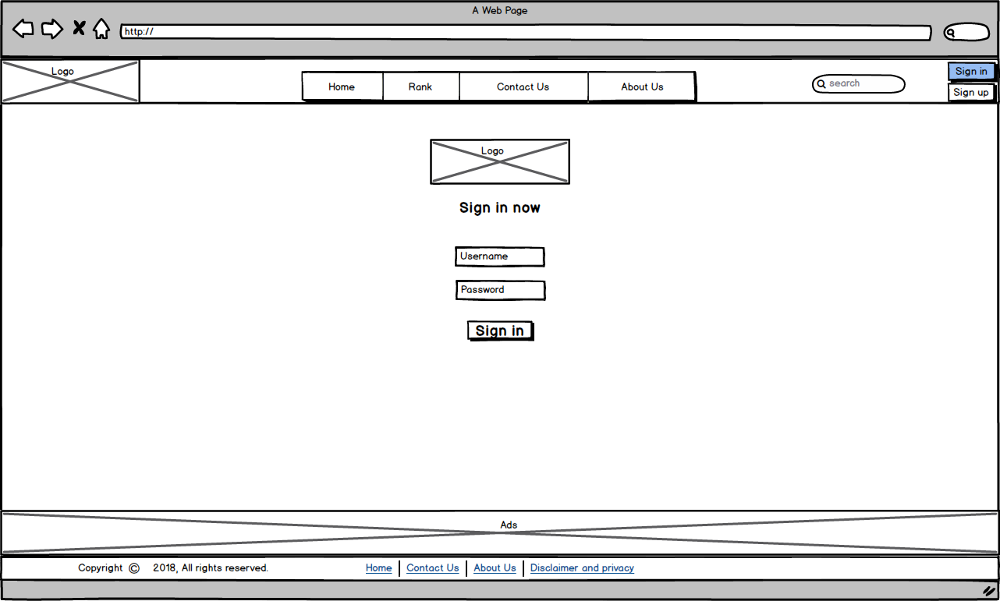 A Web Page
http://
Logo
Home Rank Contact Us About Us
search
Sign in
Sign up
Logo
Sign in now
Username
Password
Sign in
Ads
Copyright © 2018, All rights reserved. Home Contact Us About Us Disclaimer and privacy